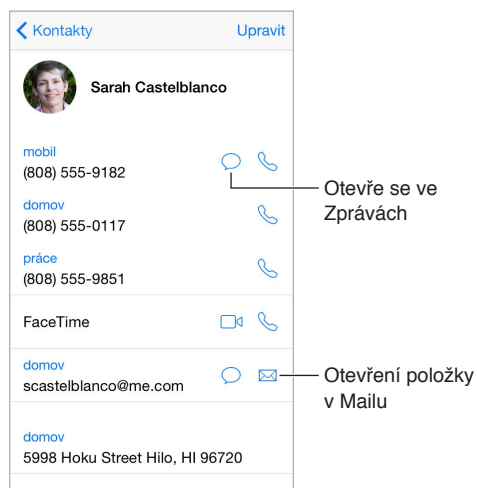 Kontakty
Upravit
Sarah Castelblanco
mobil
(808) 555-9182
Otevře se ve
Zprávách
domov
(808) 555-0117
práce
(808) 555-9851
FaceTime
domov
scastelblanco@me.com
Otevření položky
v Mailu
domov
5998 Hoku Street Hilo, HI 96720